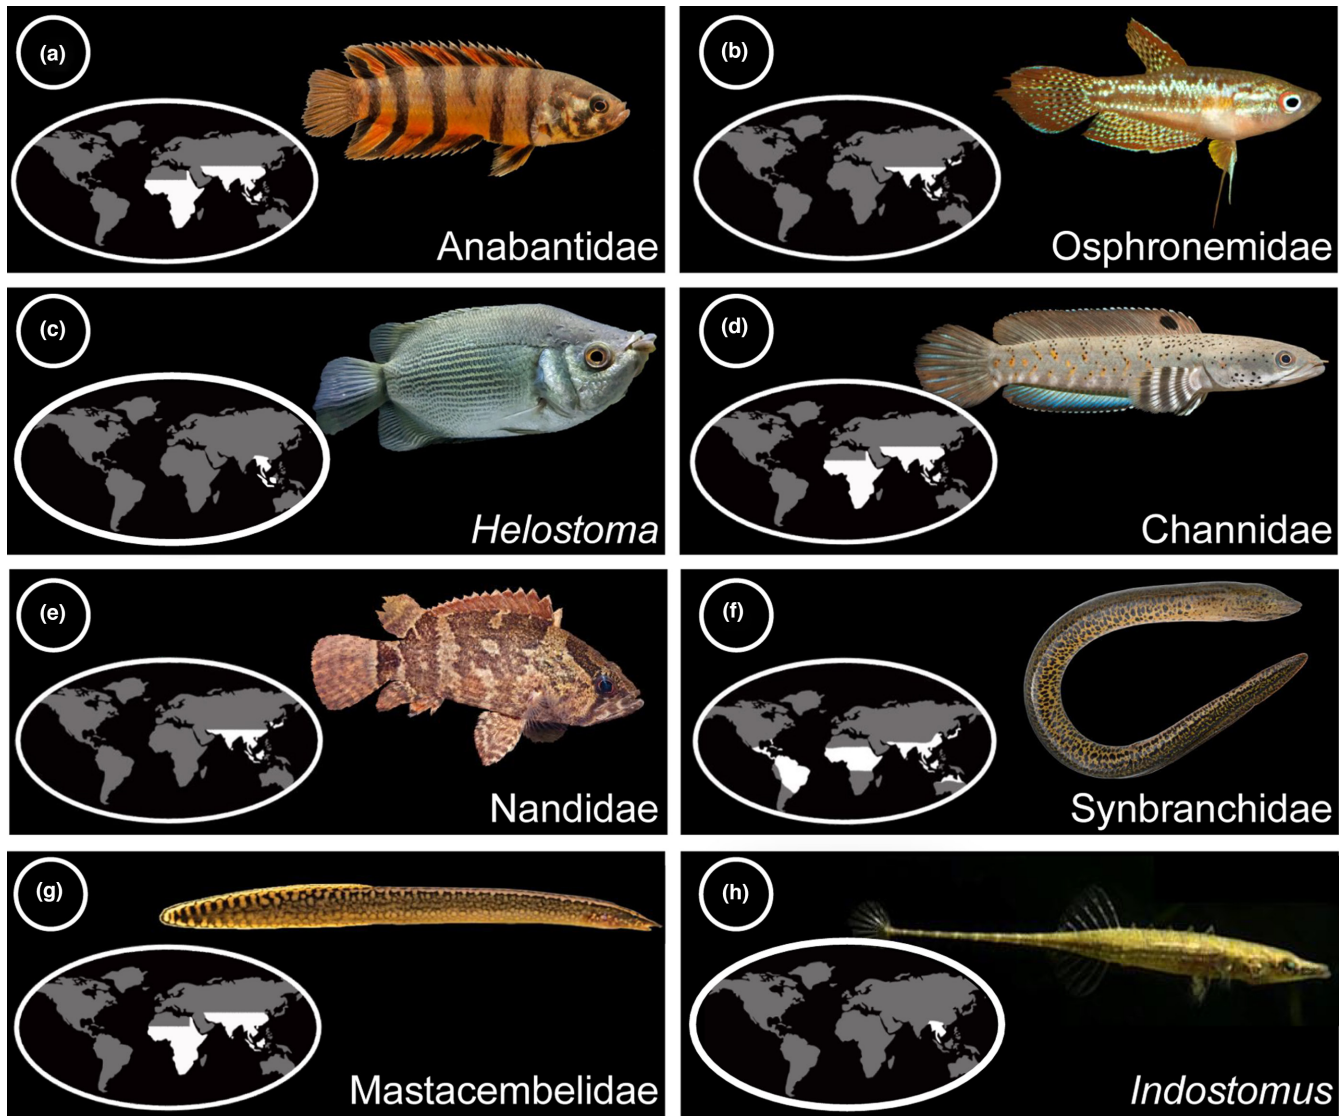 (a)
Anabantidae
(b)
Osphronemidae
(c)
Helostoma
(d)
Channidae
(e)
Nandidae
(f)
Synbranchidae
(g)
Mastacembelidae
(h)
Indostomus